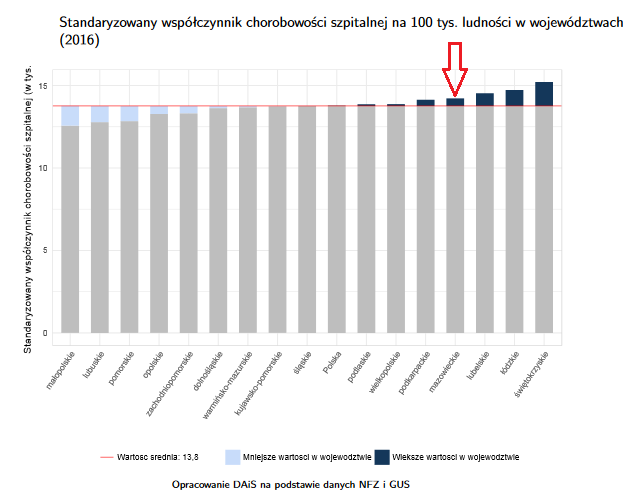 Standaryzowany współczynnik chorobowości szpitalnej na 100 tys. ludności w województwach
(2016)
Standaryzowany współczynnik chorobowości szpitalnej (w tys.
15
10
5
0
małopolskie
lubuskie
pomorskie
opolskie
zachodniopomorskie
dolnośląskie
warmińsko-mazurskie
kujawsko-pomorskie
śląskie
Polska
podlaskie
wielkopolskie
podkarpackie
mazowieckie
lubelskie
łódzkie
świętokrzyskie
Wartosc srednia: 13,8
Mniejsze wartosci w wojewodztwie
Wieksze wartosci w wojewodztwie
Opracowanie DAiS na podstawie danych NFZ i GUS